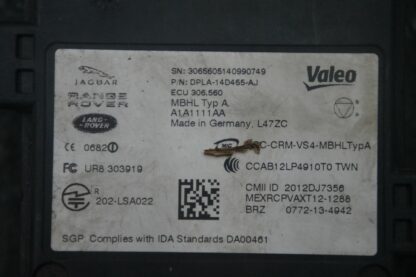 SN: 3065605140990749
P/N: DPLA-14D465-AJ
ECU 306.560
MBHL Typ A
A1A1111AA
Made in Germany, L47ZC
Valeo
JAGUAR
RANGE ROVER
LAND ROVER
MIC
-CRM-VS4-MBHLTypA
CE 0682
CCAB12LP4910T0 TWN
FC UR8 303919
CMII ID 2012DJ7356
MEXRCPVAXT12-1288
R 202-LSA022
BRZ 0772-13-4942
SGP Complies with IDA Standards DA00461